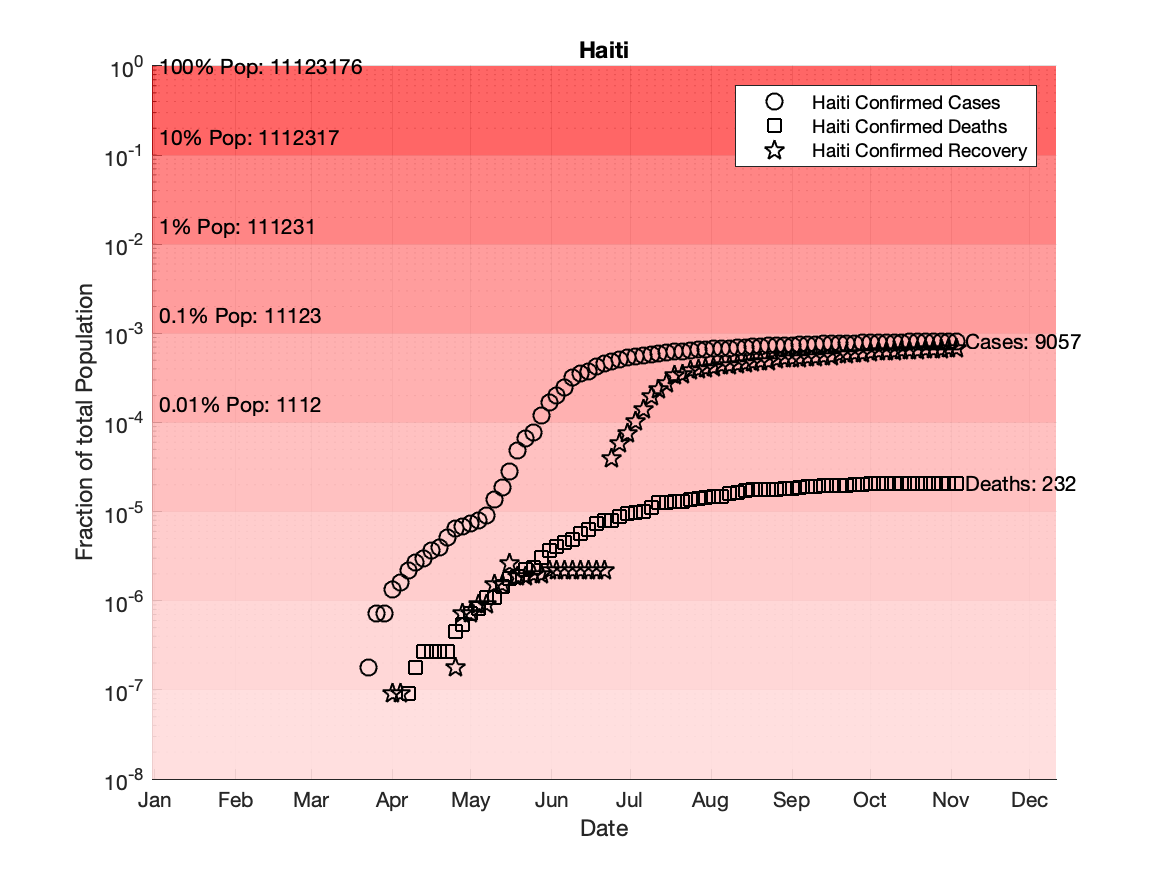 Haiti
10^0
10^-1
10^-2
10^-3
10^-4
10^-5
10^-6
10^-7
10^-8
Fraction of total Population
100% Pop: 11123176
10% Pop: 1112317
1% Pop: 111231
0.1% Pop: 11123
0.01% Pop: 1112
Haiti Confirmed Cases
Haiti Confirmed Deaths
Haiti Confirmed Recovery
Cases: 9057
Deaths: 232
Jan Feb Mar Apr May Jun Jul Aug Sep Oct Nov Dec
Date